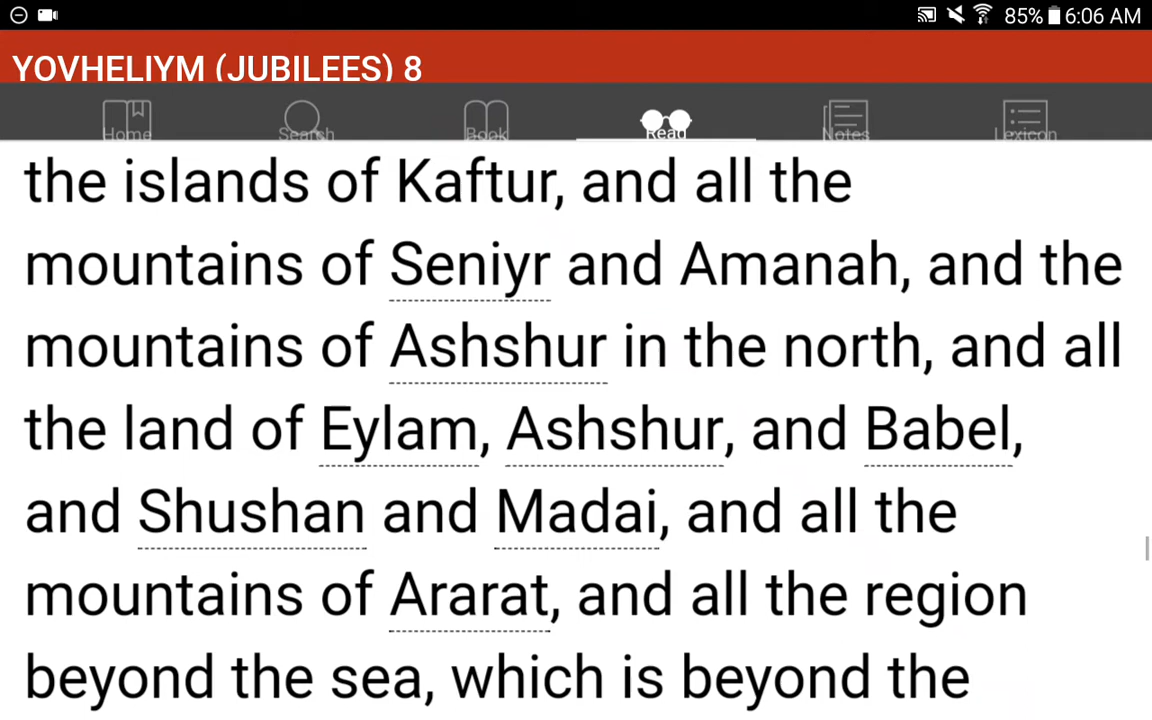 85% 6:06 AM
YOVHELIYM (JUBILEES) 8
Home Search Book Read Notes Lexicon
the islands of Kaftur, and all the
mountains of Seniyr and Amanah, and the
mountains of Ashshur in the north, and all
the land of Eylam, Ashshur, and Babel,
and Shushan and Madai, and all the
mountains of Ararat, and all the region
beyond the sea, which is beyond the